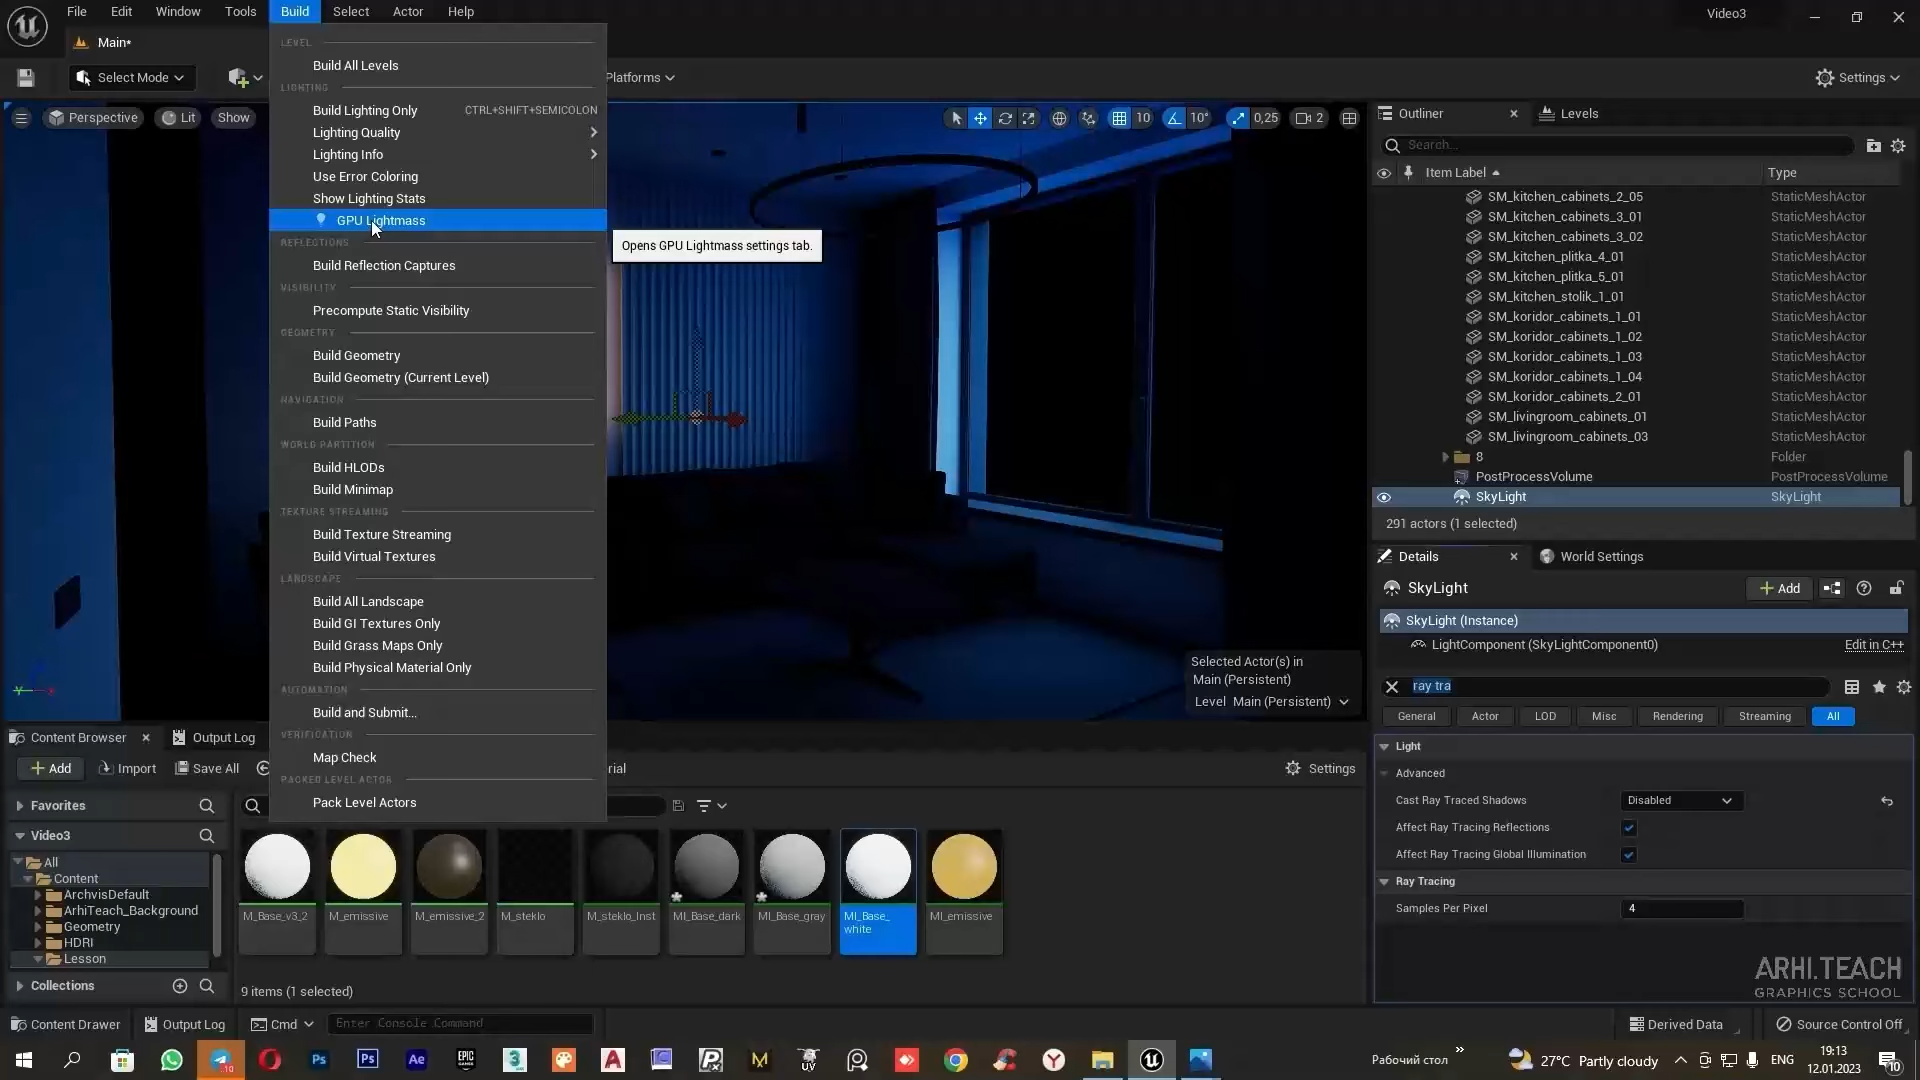 File Edit Window Tools Build Select Actor Help Video3
Main*
Select Mode
Platforms
Settings
LEVEL
Build All Levels
LIGHTING
Build Lighting Only CTRL+SHIFT+SEMICOLON
Lighting Quality
Lighting Info
Use Error Coloring
Show Lighting Stats
GPU Lightmass
REFLECTIONS
Build Reflection Captures
VISIBILITY
Precompute Static Visibility
GEOMETRY
Build Geometry
Build Geometry (Current Level)
NAVIGATION
Build Paths
WORLD PARTITION
Build HLODs
Build Minimap
TEXTURE STREAMING
Build Texture Streaming
Build Virtual Textures
LANDSCAPE
Build All Landscape
Build GI Textures Only
Build Grass Maps Only
Build Physical Material Only
AUTOMATION
Build and Submit...
VERIFICATION
Map Check
PACKED LEVEL ACTOR
Pack Level Actors
Opens GPU Lightmass settings tab.
Perspective Lit Show
10 10° 0,25 2
Selected Actor(s) in
Main (Persistent)
Level Main (Persistent)
Outliner Levels
Search...
Item Label Type
SM_kitchen_cabinets_2_05 StaticMeshActor
SM_kitchen_cabinets_3_01 StaticMeshActor
SM_kitchen_cabinets_3_02 StaticMeshActor
SM_kitchen_plitka_4_01 StaticMeshActor
SM_kitchen_plitka_5_01 StaticMeshActor
SM_kitchen_stolik_1_01 StaticMeshActor
SM_koridor_cabinets_1_01 StaticMeshActor
SM_koridor_cabinets_1_02 StaticMeshActor
SM_koridor_cabinets_1_03 StaticMeshActor
SM_koridor_cabinets_1_04 StaticMeshActor
SM_koridor_cabinets_2_01 StaticMeshActor
SM_livingroom_cabinets_01 StaticMeshActor
SM_livingroom_cabinets_03 StaticMeshActor
8 Folder
PostProcessVolume PostProcessVolume
SkyLight SkyLight
291 actors (1 selected)
Details World Settings
SkyLight Add
SkyLight (Instance)
LightComponent (SkyLightComponent0) Edit in C++
ray tra
General Actor LOD Misc Rendering Streaming All
Light
Advanced
Cast Ray Traced Shadows Disabled
Affect Ray Tracing Reflections
Affect Ray Tracing Global Illumination
Ray Tracing
Samples Per Pixel 4
ARHI.TEACH
GRAPHICS SCHOOL
Content Browser Output Log
Add Import Save All rial Settings
Favorites
Video3
All
Content
ArchvisDefault
ArhiTeach_Background
Geometry
HDRI
Lesson
Collections
M_Base_v3_2 M_emissive M_emissive_2 M_steklo M_steklo_Inst MI_Base_dark MI_Base_gray MI_Base_
white MI_emissive
9 items (1 selected)
Content Drawer Output Log Cmd Enter Console Command Derived Data Source Control Off
Рабочий стол 27°C Partly cloudy ENG 19:13
12.01.2023